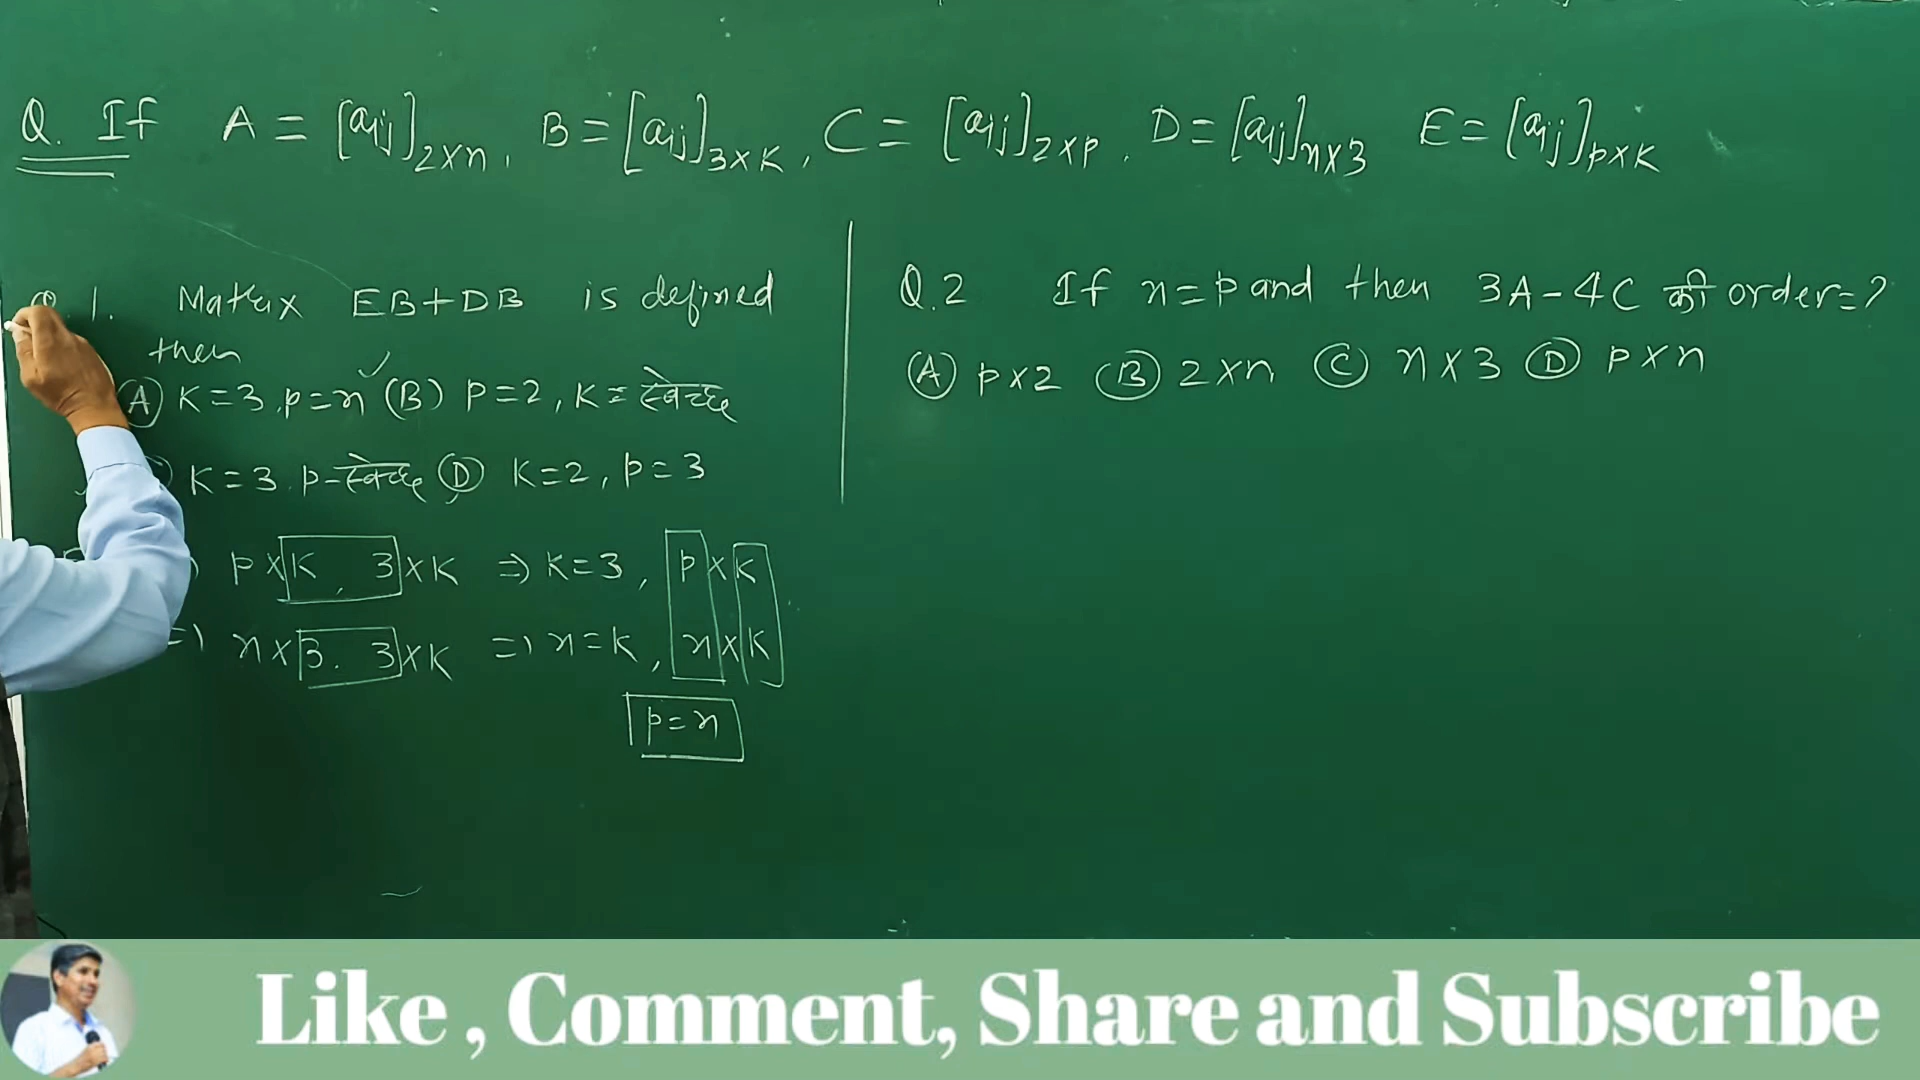 Q. If A = [aij]2×n, B = [aij]3×K, C = [aij]2×p, D = [aij]n×3 E = [aij]p×K
1. Matrix EB+DB is defined
then
(A) K=3, p=n ✓ (B) p=2, K= स्वेच्छ
K=3, p-स्वेच्छ (D) K=2, p=3
p×K, 3×K ⇒ K=3, p×K
n×3. 3×K ⇒ n=K, n×K
p=n
Q.2 If n=p and then 3A-4C की order=?
(A) p×2 (B) 2×n (C) n×3 (D) p×n
Like , Comment, Share and Subscribe